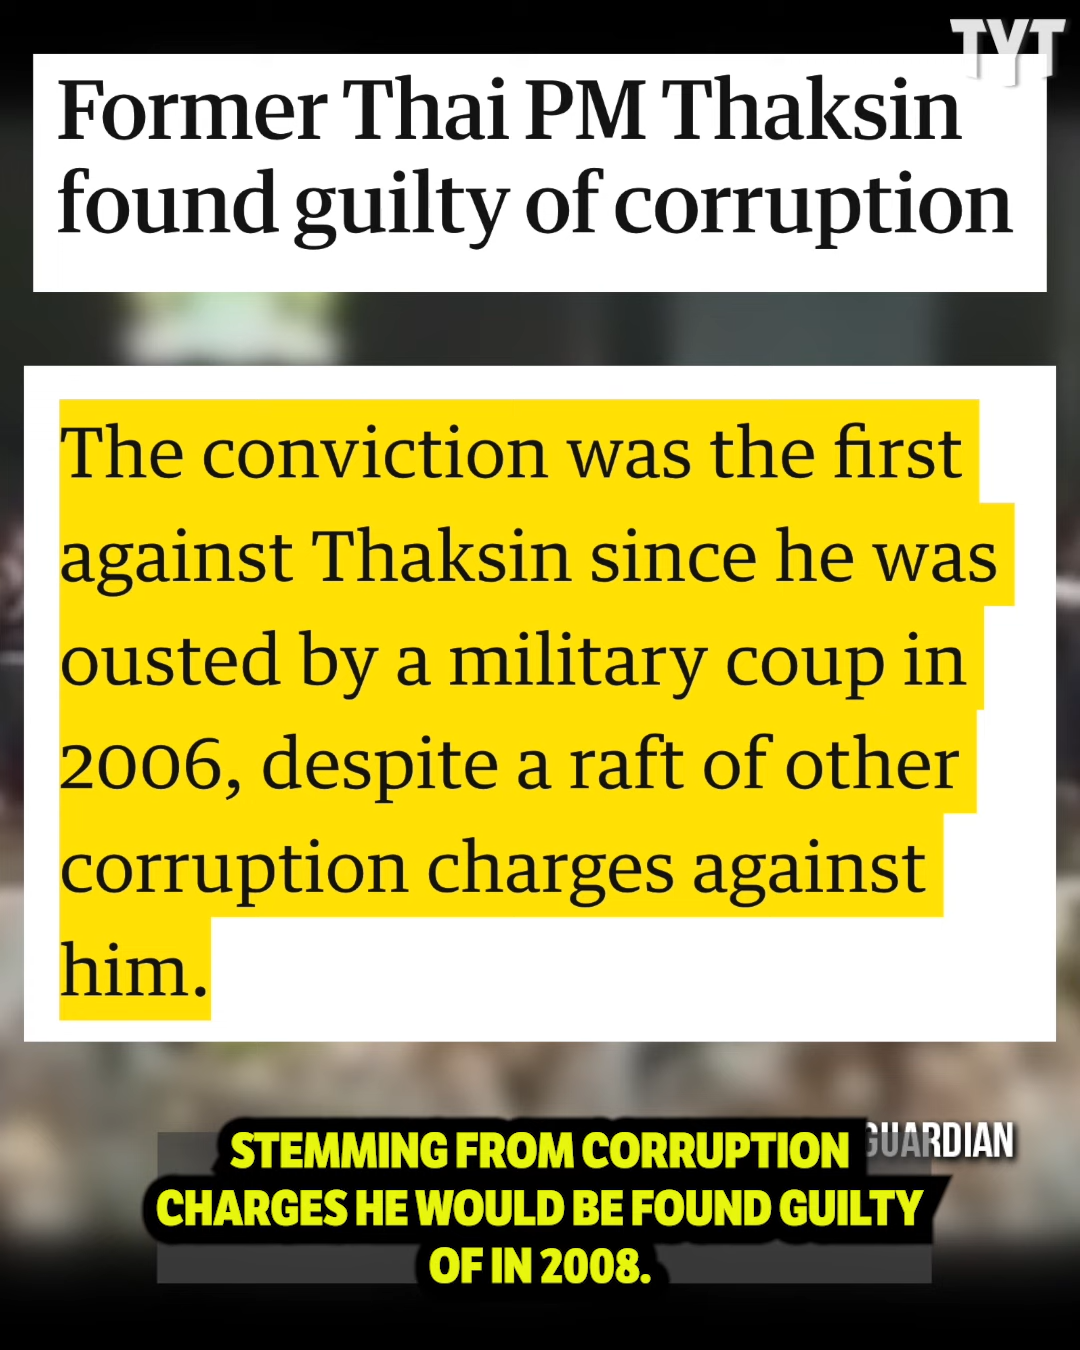 TYT
Former Thai PM Thaksin
found guilty of corruption
The conviction was the first
against Thaksin since he was
ousted by a military coup in
2006, despite a raft of other
corruption charges against
him.
GUARDIAN
STEMMING FROM CORRUPTION
CHARGES HE WOULD BE FOUND GUILTY
OF IN 2008.